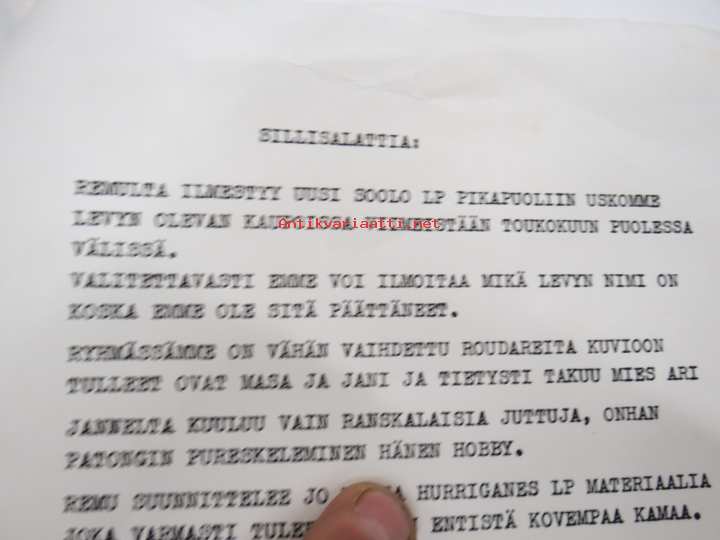 SILLISALATTIA:
REMULTA ILMESTYY UUSI SOOLO LP PIKAPUOLIIN USKOMME
LEVYN OLEVAN KAUPOISSA VIIMEISTÄÄN TOUKOKUUN PUOLESSA
Antikvariaatti.net
VÄLISSÄ.
VALITETTAVASTI EMME VOI ILMOITAA MIKÄ LEVYN NIMI ON
KOSKA EMME OLE SITÄ PÄÄTTÄNEET.
RYHMÄSSÄMME ON VÄHÄN VAIHDETTU ROUDAREITA KUVIOON
TULLEET OVAT MASA JA JANI JA TIETYSTI TAKUU MIES ARI
JANNELTA KUULUU VAIN RANSKALAISIA JUTTUJA, ONHAN
PATONGIN PURESKELEMINEN HÄNEN HOBBY.
REMU SUUNNITTELEE JO HURRIGANES LP MATERIAALIA
JOKA VARMASTI ENTISTÄ KOVEMPAA KAMAA.